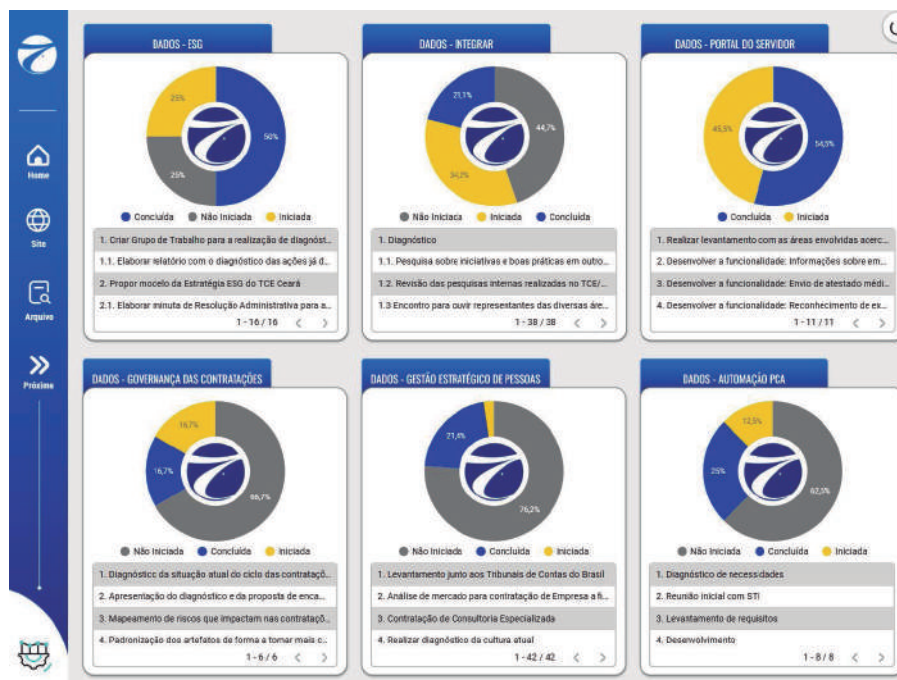 Home
Site
Arquivo
Próximo
DADOS - ESG
25%
50%
25%
Concluída Não Iniciada Iniciada
1. Criar Grupo de Trabalho para a realização de diagnóst...
1.1. Elaborar relatório com o diagnóstico das ações já d...
2. Propor modelo da Estratégia ESG do TCE Ceará
2.1. Elaborar minuta de Resolução Administrativa para a...
1 - 16 / 16
DADOS - INTEGRAR
21,1%
44,7%
34,2%
Não Iniciada Iniciada Concluída
1. Diagnóstico
1.1. Pesquisa sobre iniciativas e boas práticas em outro...
1.2. Revisão das pesquisas internas realizadas no TCE/...
1.3 Encontro para ouvir representantes das diversas áre...
1 - 38 / 38
DADOS - PORTAL DO SERVIDOR
45,5%
54,5%
Concluída Iniciada
1. Realizar levantamento com as áreas envolvidas acerc...
2. Desenvolver a funcionalidade: Informações sobre em...
3. Desenvolver a funcionalidade: Envio de atestado médi...
4. Desenvolver a funcionalidade: Reconhecimento de ex...
1 - 11 / 11
DADOS - GOVERNANÇA DAS CONTRATAÇÕES
16,7%
16,7%
66,7%
Não Iniciada Concluída Iniciada
1. Diagnóstico da situação atual do ciclo das contrataçõ...
2. Apresentação do diagnóstico e da proposta de enca...
3. Mapeamento de riscos que impactam nas contrataçõ...
4. Padronização dos artefatos de forma a tornar mais c...
1 - 6 / 6
DADOS - GESTÃO ESTRATÉGICO DE PESSOAS
21,4%
76,2%
Não Iniciada Concluída Iniciada
1. Levantamento junto aos Tribunais de Contas do Brasil
2. Análise de mercado para contratação de Empresa a fi...
3. Contratação de Consultoria Especializada
4. Realizar diagnóstico da cultura atual
1 - 42 / 42
DADOS - AUTOMAÇÃO PCA
12,5%
25%
62,5%
Não Iniciada Concluída Iniciada
1. Diagnóstico de necessidades
2. Reunião inicial com STI
3. Levantamento de requisitos
4. Desenvolvimento
1 - 8 / 8